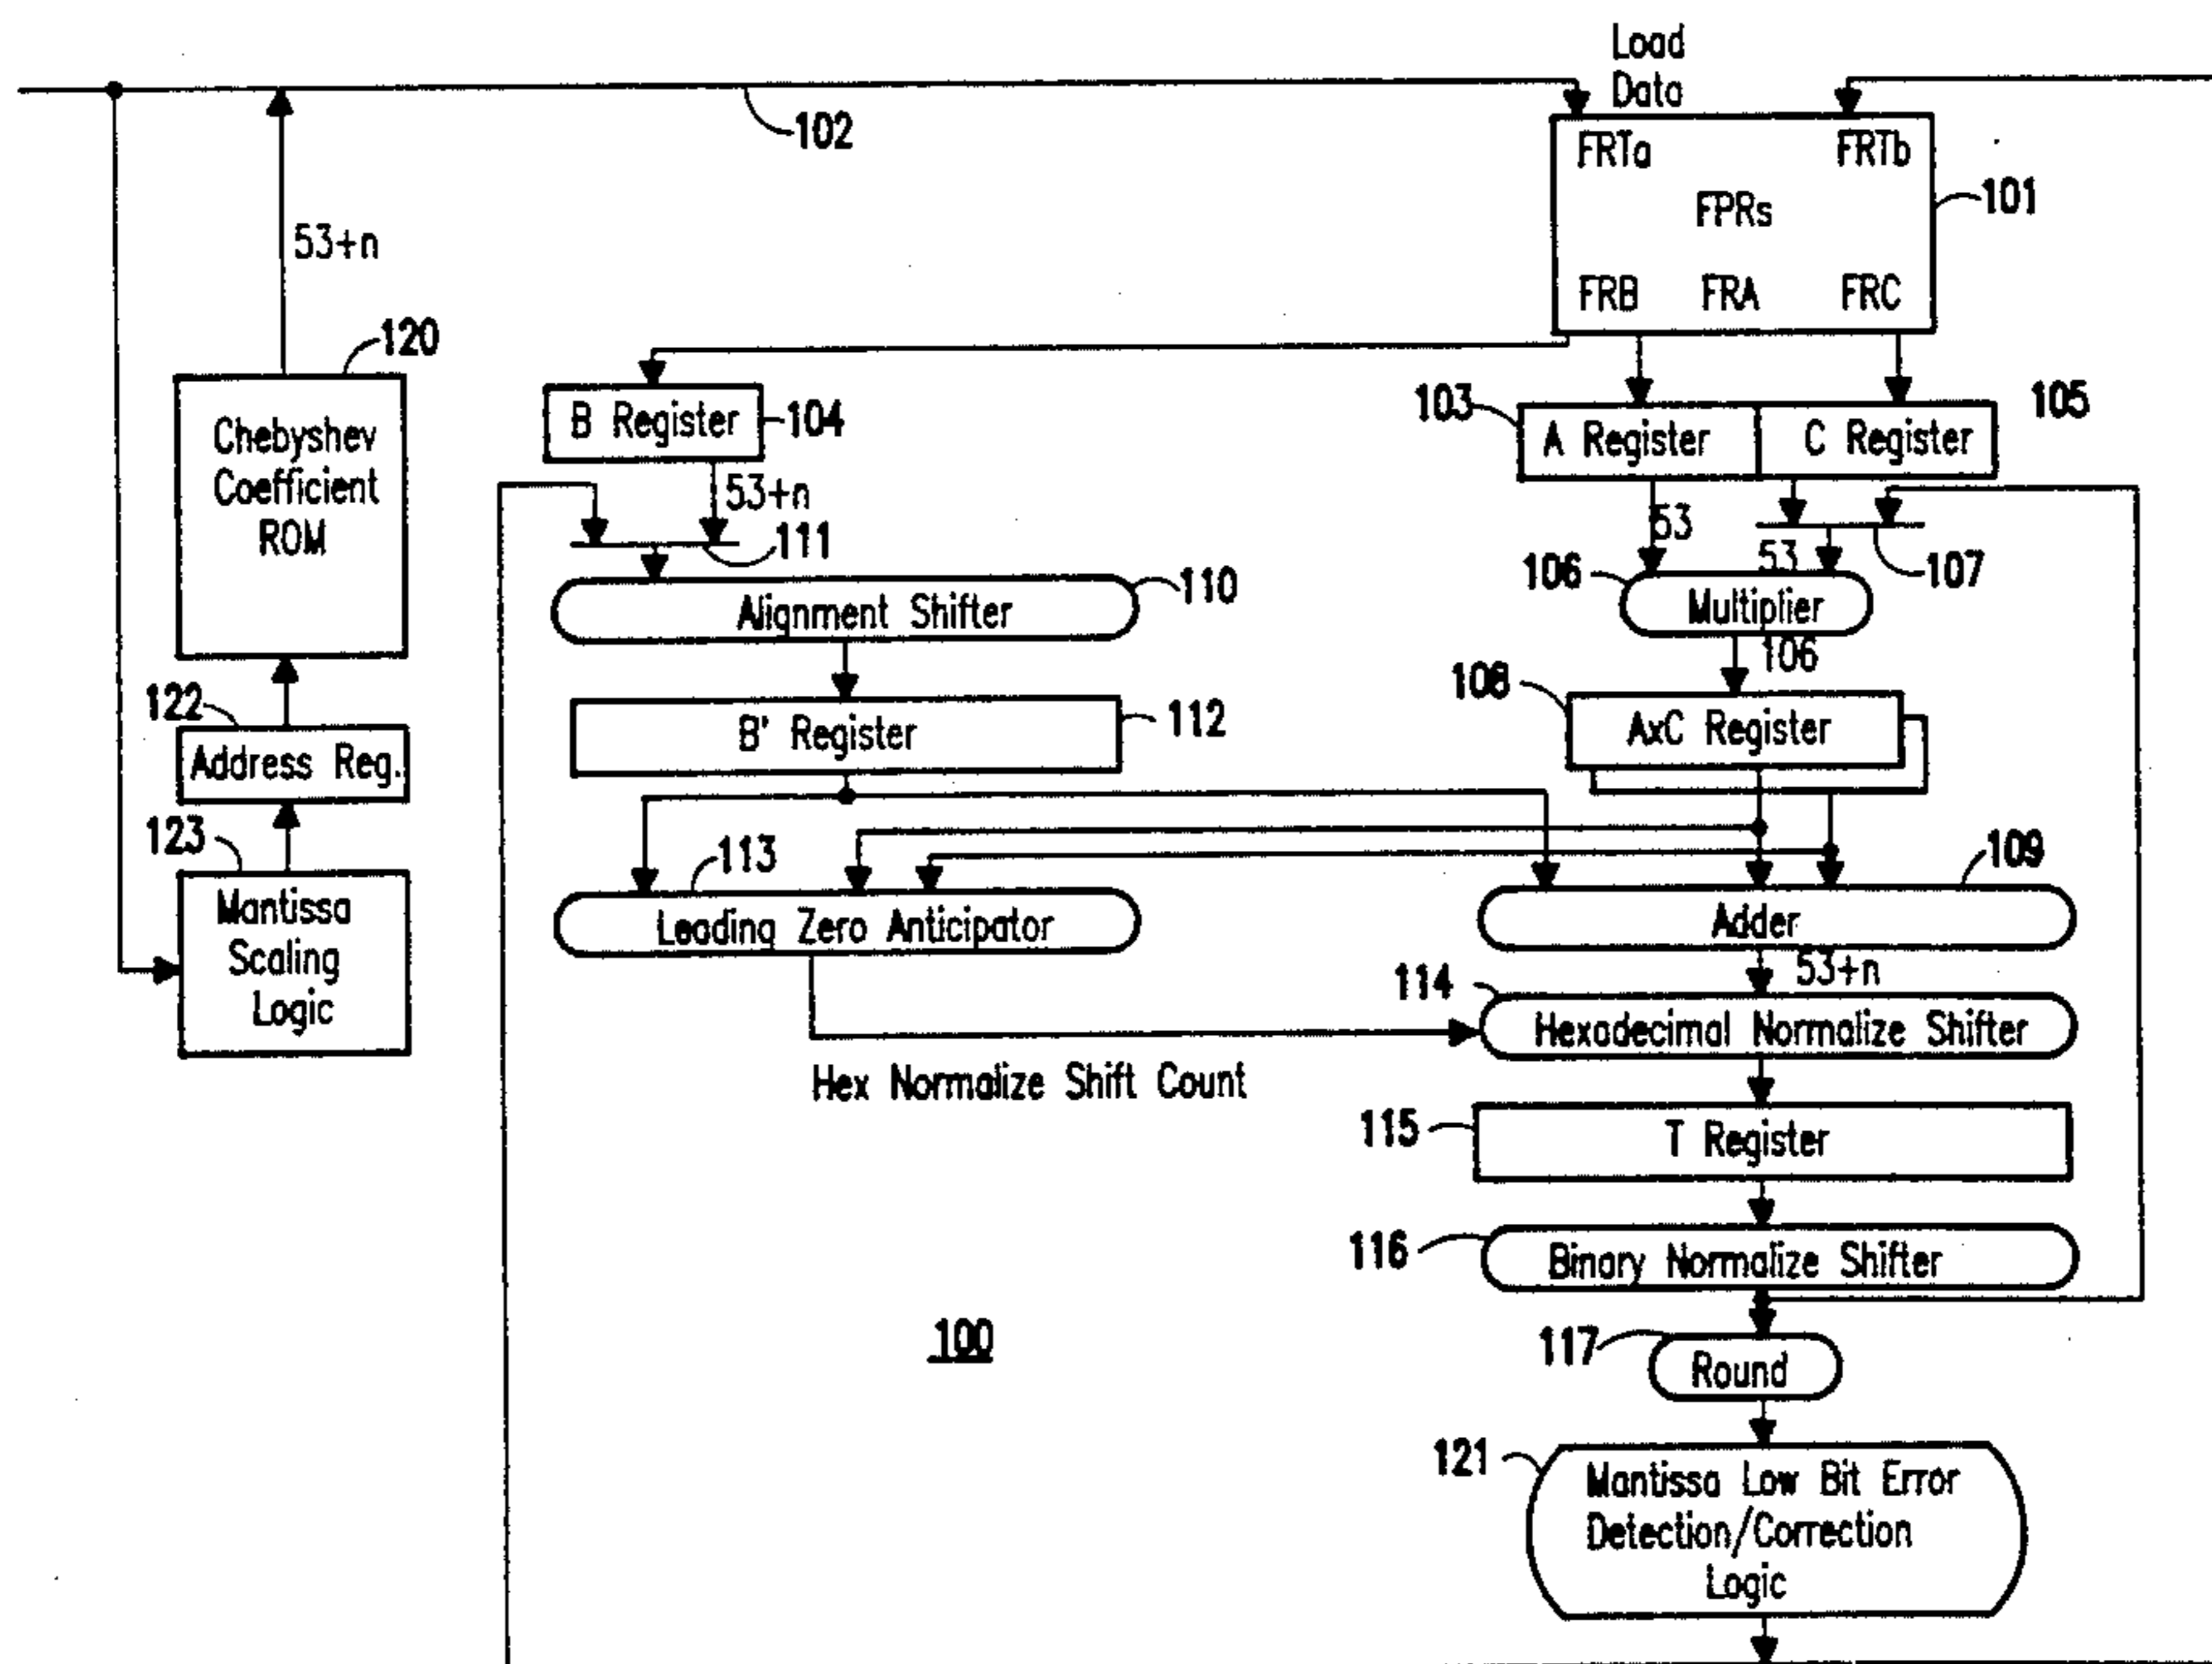 Load
Data
102
FRTa FRTb
FPRs
101
FRB FRA FRC
53+n
120
Chebyshev
Coefficient
ROM
B Register
104
103
A Register
C Register
105
53+n
111
53
53
107
110
Alignment Shifter
106
Multiplier
106
122
Address Reg.
B' Register
112
108
AxC Register
123
Mantissa
Scaling
Logic
113
Leading Zero Anticipator
109
Adder
53+n
114
Hexadecimal Normalize Shifter
Hex Normalize Shift Count
115
T Register
116
Binary Normalize Shifter
100
117
Round
121
Mantissa Low Bit Error
Detection/Correction
Logic